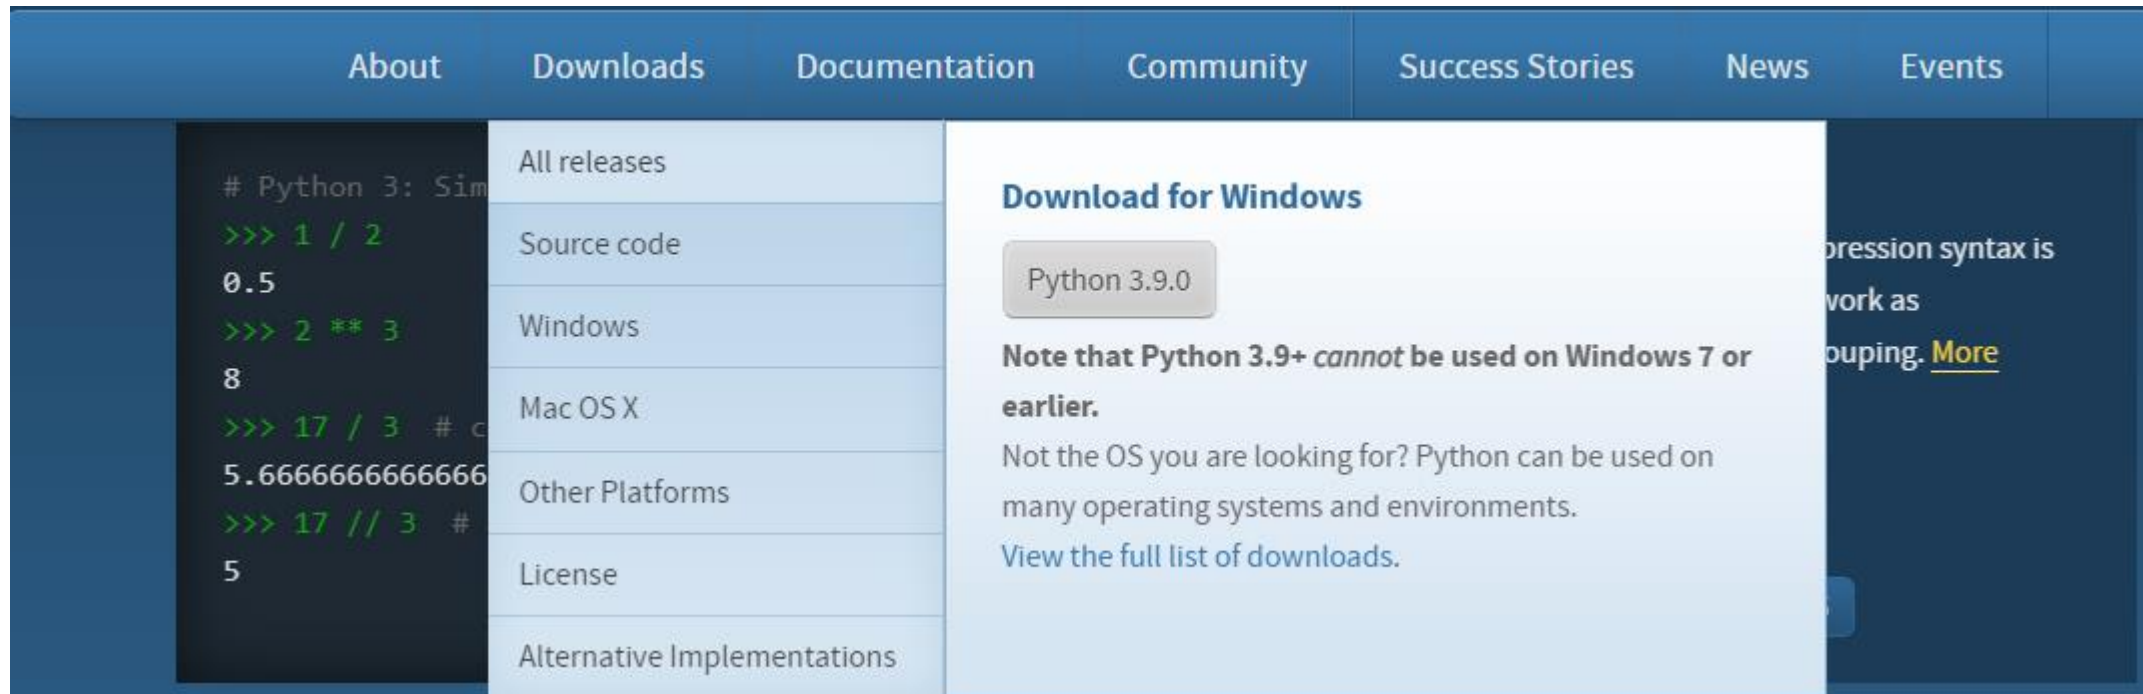 About Downloads Documentation Community Success Stories News Events
# Python 3: Sim
>>> 1 / 2
0.5
>>> 2 ** 3
8
>>> 17 / 3 # c
5.6666666666666
>>> 17 // 3 #
5
All releases
Source code
Windows
Mac OS X
Other Platforms
License
Alternative Implementations
Download for Windows
Python 3.9.0
Note that Python 3.9+ cannot be used on Windows 7 or
earlier.
Not the OS you are looking for? Python can be used on
many operating systems and environments.
View the full list of downloads.
syntax is
work as
More